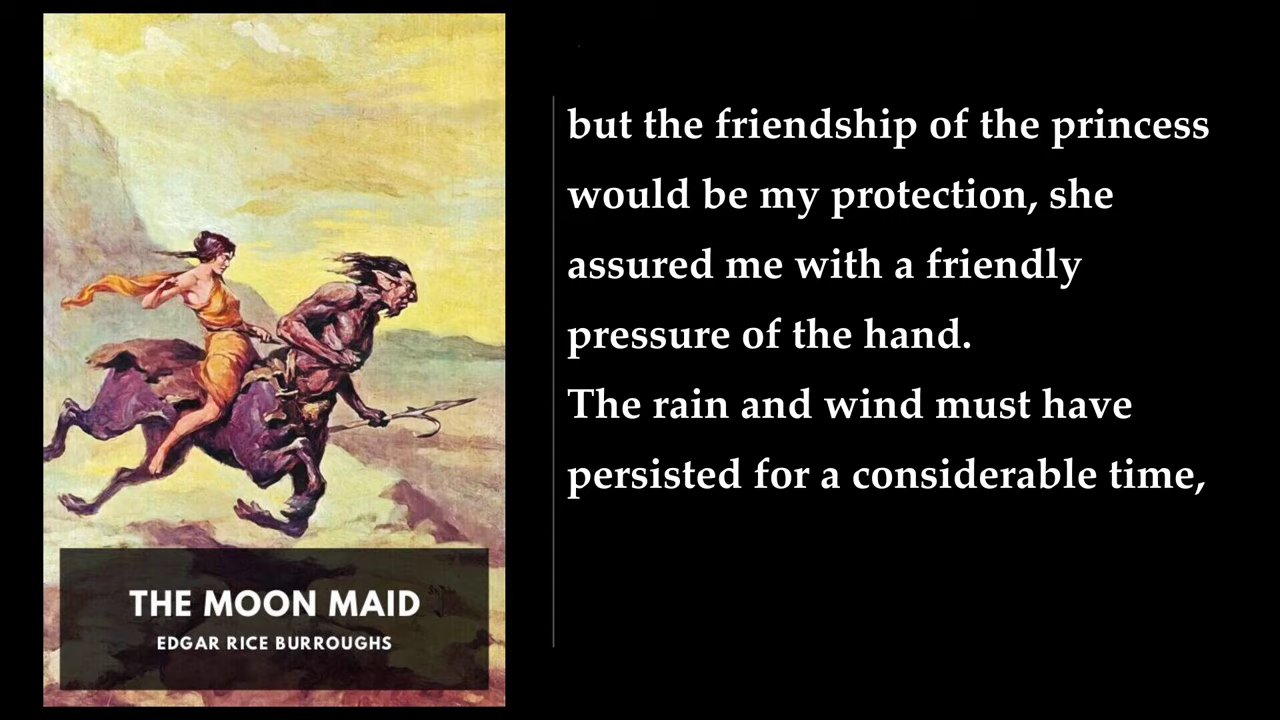 but the friendship of the princess
would be my protection, she
assured me with a friendly
pressure of the hand.
The rain and wind must have
persisted for a considerable time,
THE MOON MAID
EDGAR RICE BURROUGHS